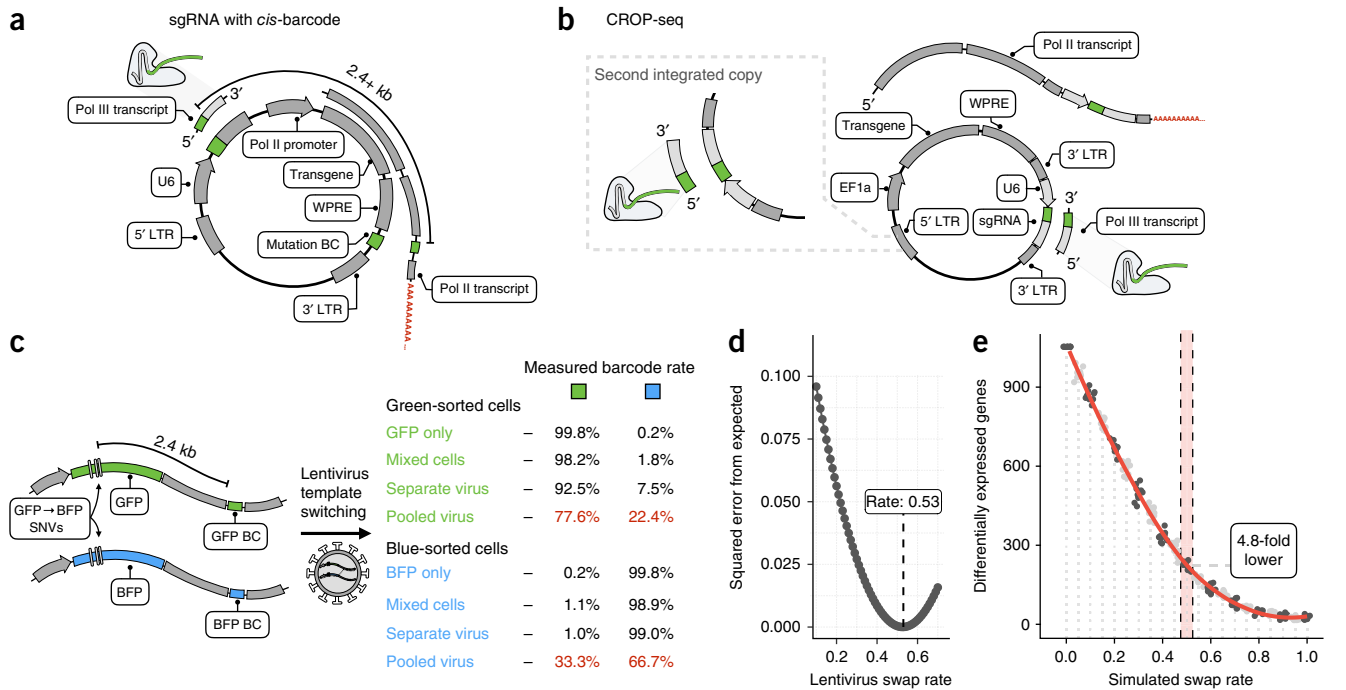 a
sgRNA with cis-barcode
2.4+ kb
3′
Pol III transcript
5′
Pol II promoter
Transgene
U6
WPRE
5′ LTR
Mutation BC
Pol II transcript
3′ LTR
AAAAAAAAAA...
b
CROP-seq
Second integrated copy
3′
5′
Pol II transcript
5′
WPRE
Transgene
3′ LTR
EF1a
U6
3′
5′ LTR
sgRNA
Pol III transcript
5′
3′ LTR
AAAAAAAAAA...
c
2.4 kb
GFP→BFP
SNVs
GFP
GFP BC
BFP
BFP BC
Lentivirus
template
switching
Measured barcode rate
Green-sorted cells
GFP only – 99.8% 0.2%
Mixed cells – 98.2% 1.8%
Separate virus – 92.5% 7.5%
Pooled virus – 77.6% 22.4%
Blue-sorted cells
BFP only – 0.2% 99.8%
Mixed cells – 1.1% 98.9%
Separate virus – 1.0% 99.0%
Pooled virus – 33.3% 66.7%
d
Squared error from expected
0.100
0.075
0.050
0.025
0.000
Rate: 0.53
0.2 0.4 0.6
Lentivirus swap rate
e
Differentially expressed genes
900
600
300
0
4.8-fold
lower
0.0 0.2 0.4 0.6 0.8 1.0
Simulated swap rate